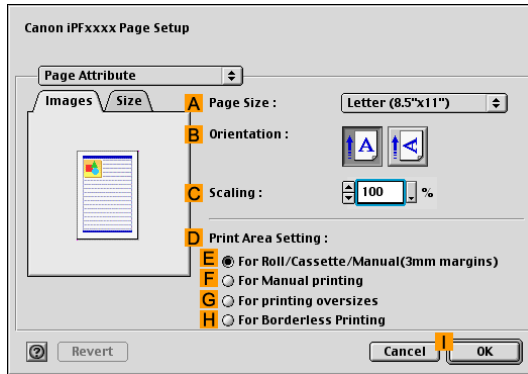 Canon iPFxxxx Page Setup
Page Attribute
Images Size
A Page Size : Letter (8.5"x11")
B Orientation : A A
C Scaling : 100 %
D Print Area Setting :
E For Roll/Cassette/Manual(3mm margins)
F For Manual printing
G For printing oversizes
H For Borderless Printing
? Revert Cancel I OK